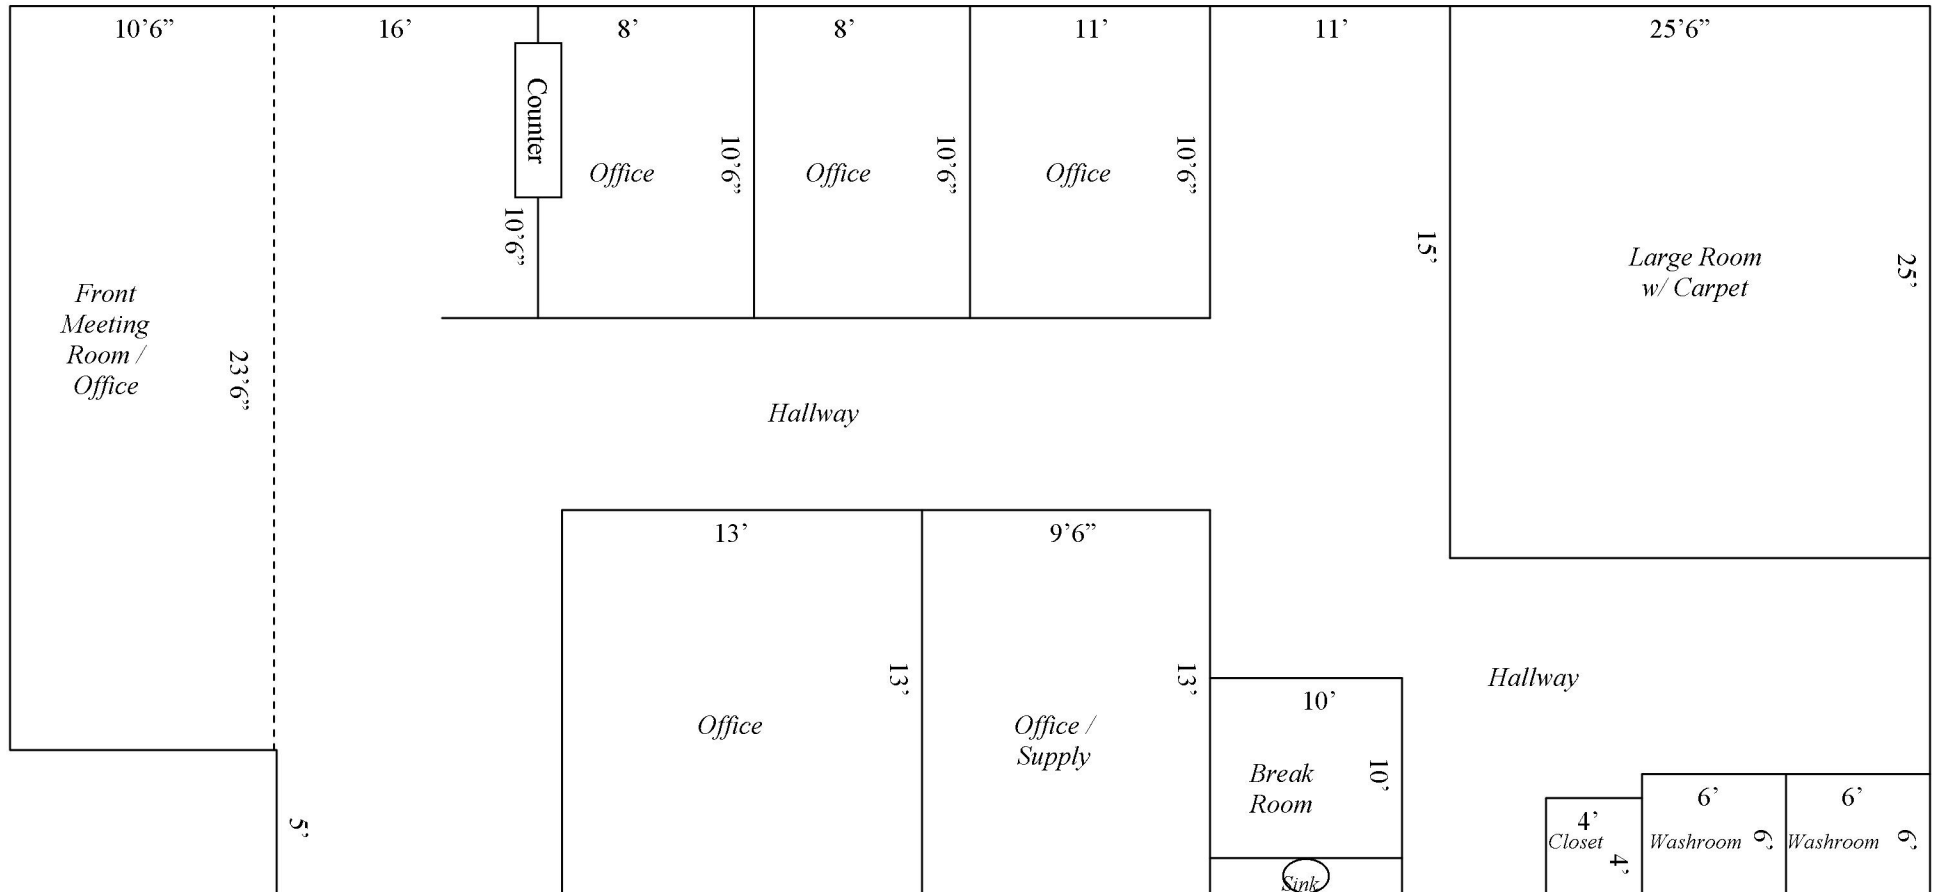 10’6”
16’
8’
8’
11’
11’
25’6”
Counter
10’6”
Office
10’6”
Office
10’6”
Office
10’6”
15’
Large Room
w/ Carpet
25’
Front
Meeting
Room /
Office
23’6”
Hallway
13’
9’6”
Office
13’
Office /
Supply
13’
Hallway
10’
Break
Room
10’
5’
4’
Closet
4’
6’
Washroom
6’
6’
Washroom
6’
Sink